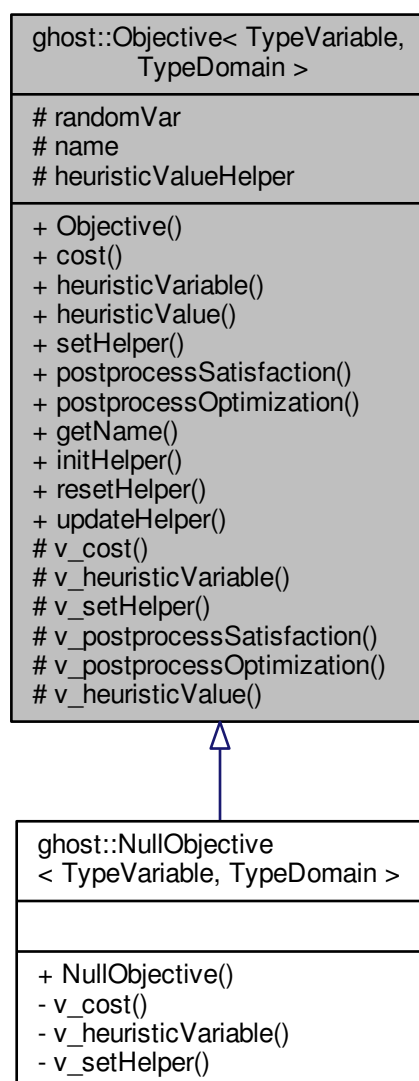 ghost::Objective< TypeVariable,
TypeDomain >
# randomVar
# name
# heuristicValueHelper
+ Objective()
+ cost()
+ heuristicVariable()
+ heuristicValue()
+ setHelper()
+ postprocessSatisfaction()
+ postprocessOptimization()
+ getName()
+ initHelper()
+ resetHelper()
+ updateHelper()
# v_cost()
# v_heuristicVariable()
# v_setHelper()
# v_postprocessSatisfaction()
# v_postprocessOptimization()
# v_heuristicValue()
ghost::NullObjective
< TypeVariable, TypeDomain >
+ NullObjective()
- v_cost()
- v_heuristicVariable()
- v_setHelper()